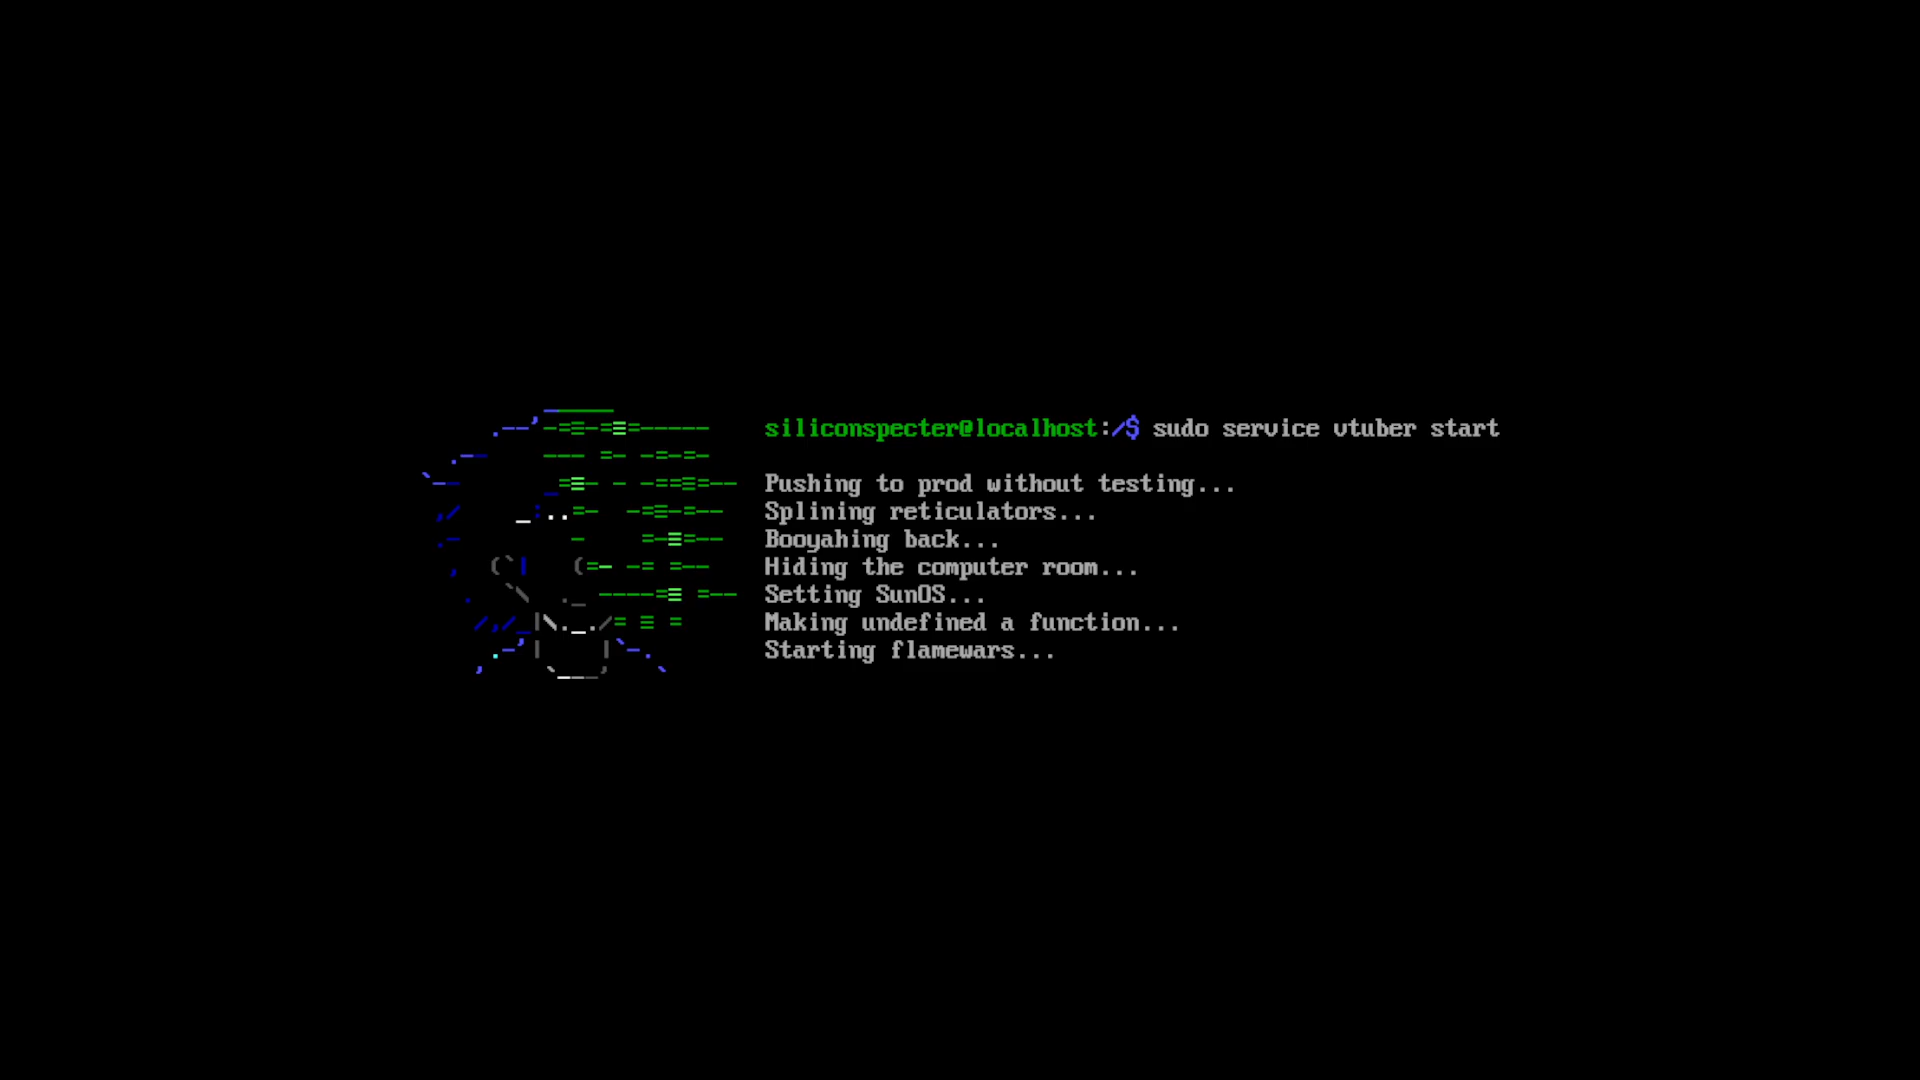 siliconspecter@localhost:/$ sudo service vtuber start
Pushing to prod without testing...
Splining reticulators...
Booyahing back...
Hiding the computer room...
Setting SunOS...
Making undefined a function...
Starting flamewars...